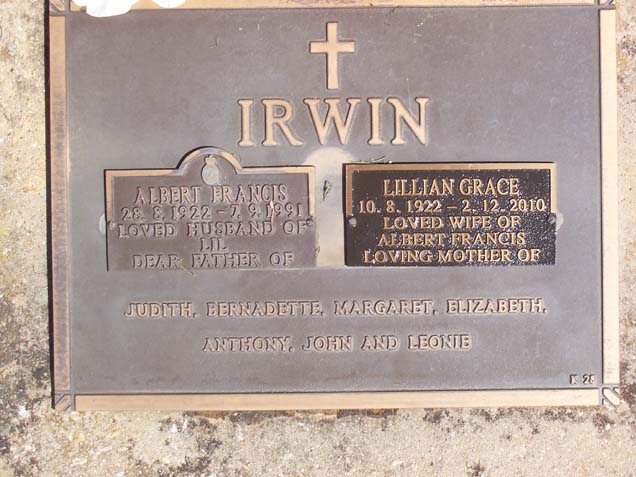 IRWIN
ALBERT FRANCIS
28. 8. 1922 - 7. 9. 1991
LOVED HUSBAND OF
LIL
DEAR FATHER OF
LILLIAN GRACE
10. 8. 1922 - 2. 12. 2010
LOVED WIFE OF
ALBERT FRANCIS
LOVING MOTHER OF
JUDITH, BERNADETTE, MARGARET, ELIZABETH,
ANTHONY, JOHN AND LEONIE
K 28